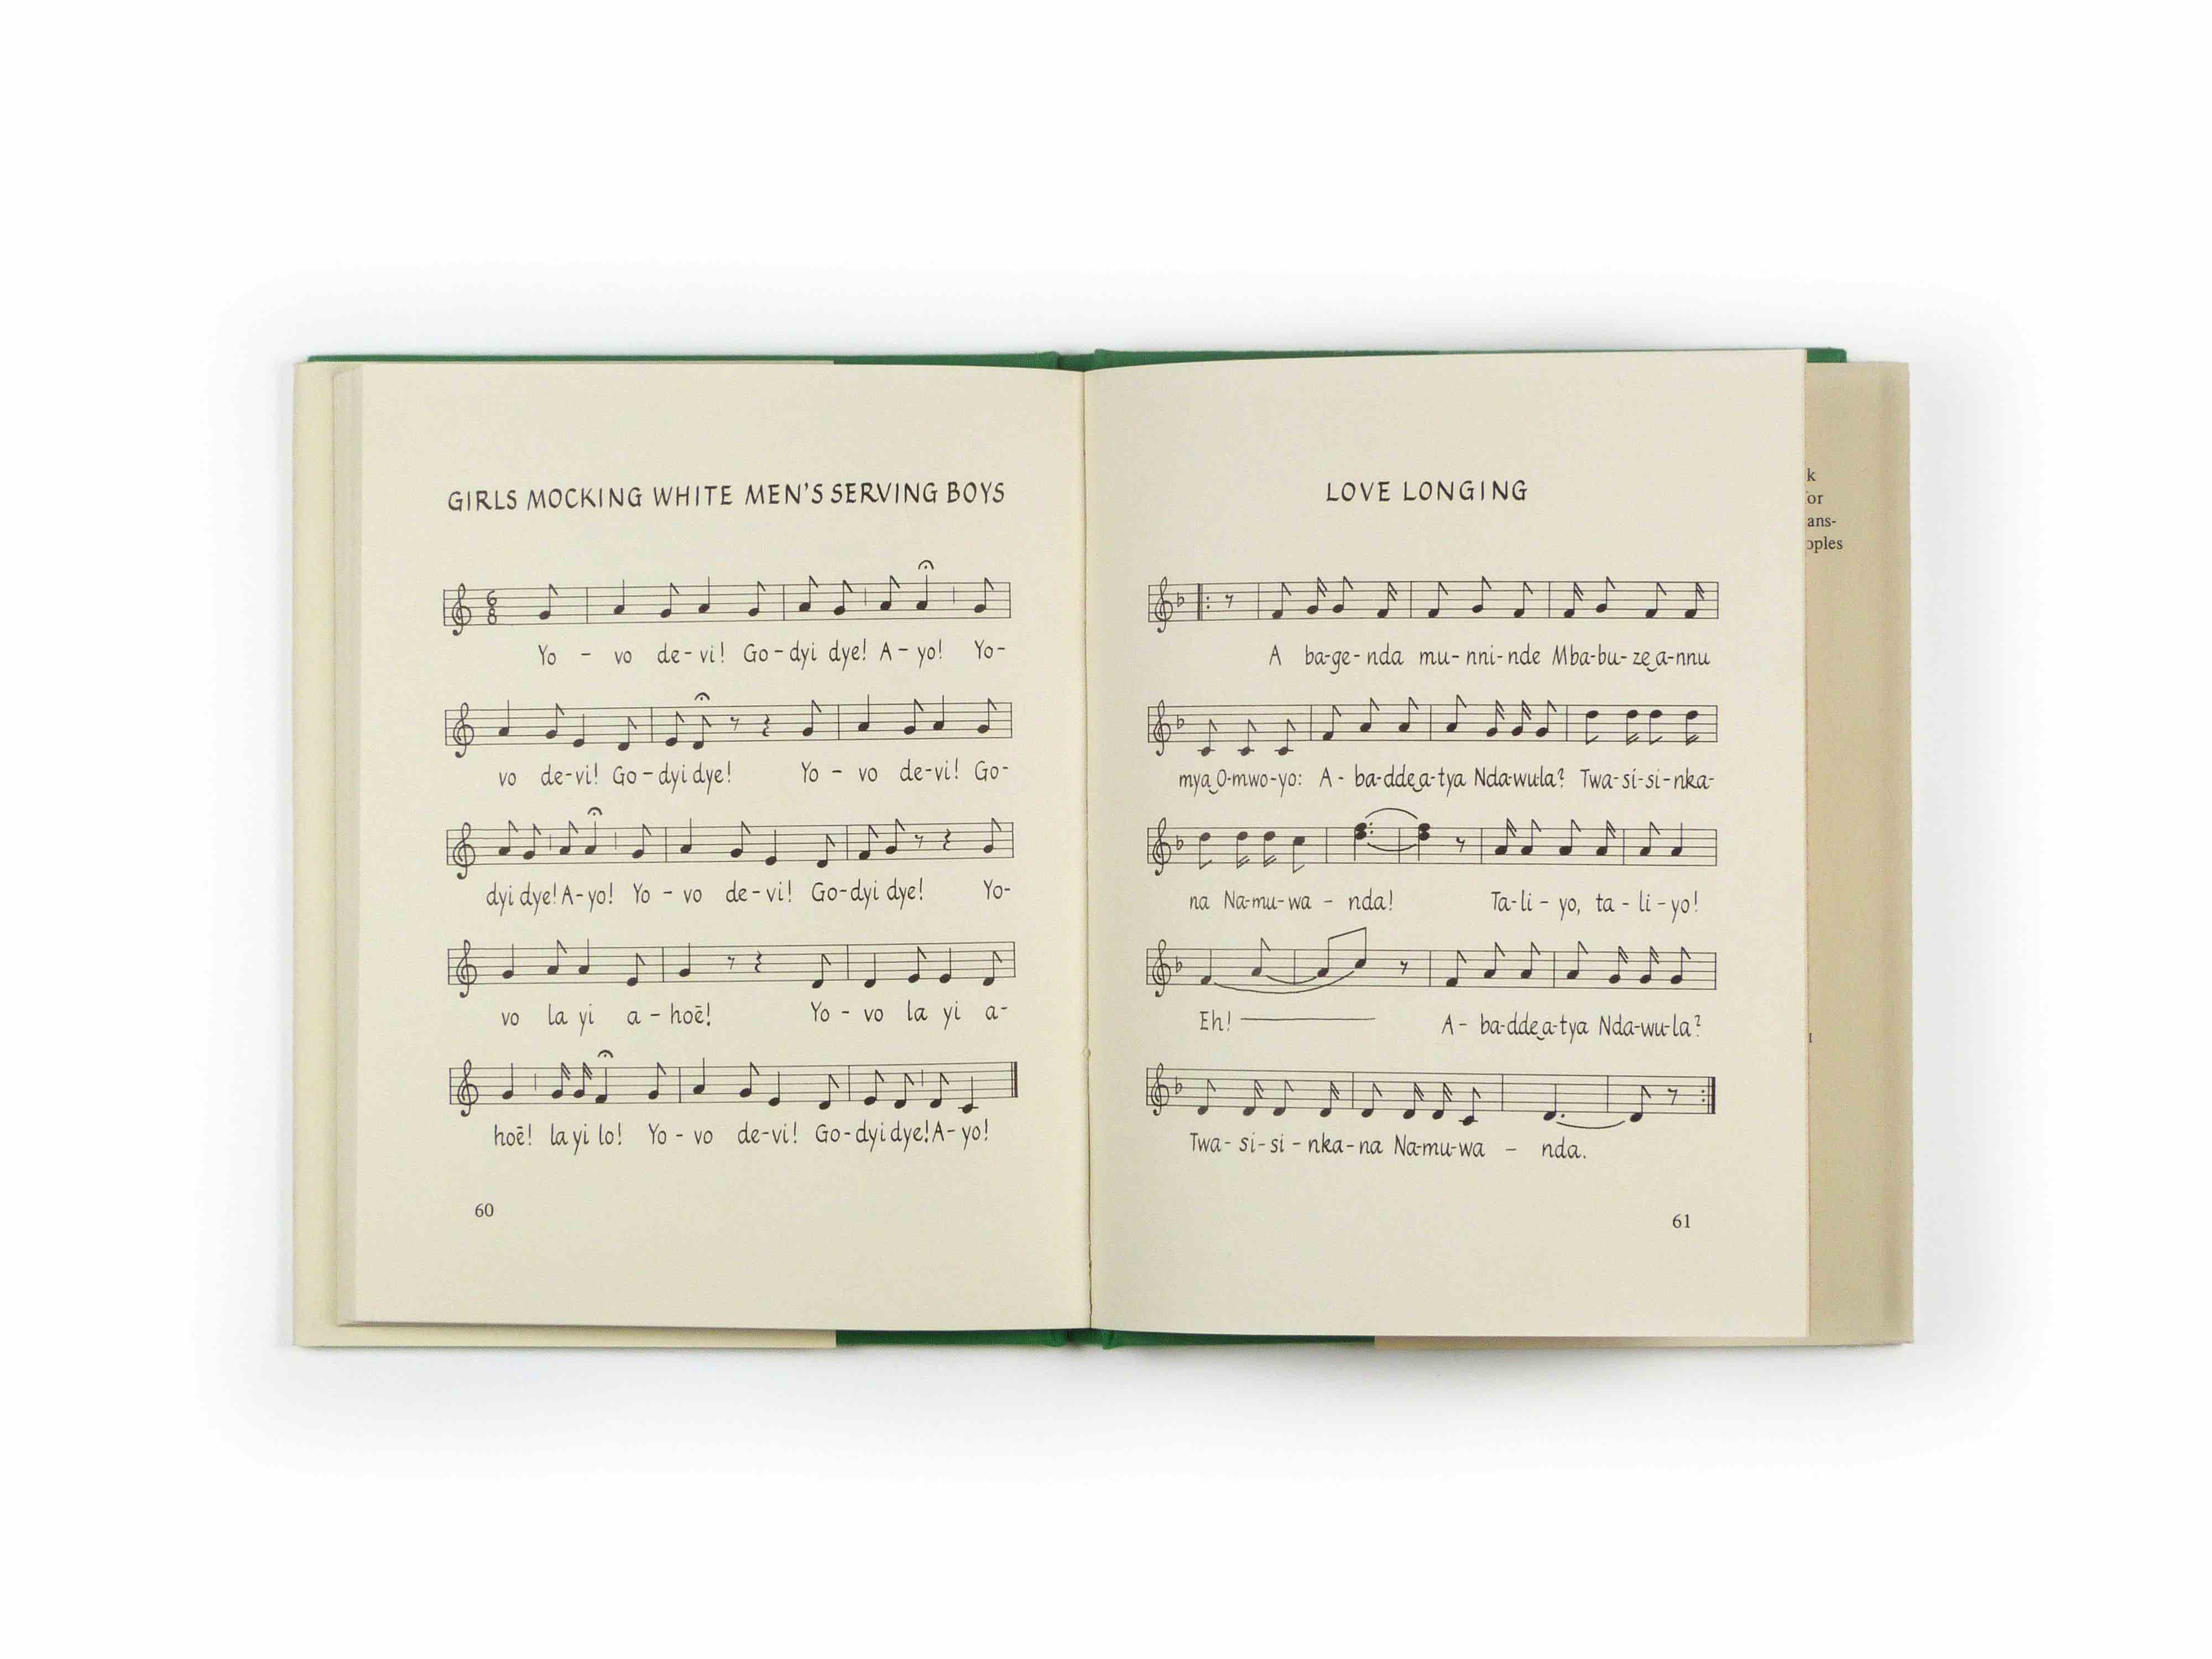 GIRLS MOCKING WHITE MEN'S SERVING BOYS
6
8
Yo – vo de-vi! Go-dyi dye! A-yo! Yo-
vo de-vi! Go-dyi dye! Yo – vo de-vi! Go-
dyi dye! A-yo! Yo – vo de-vi! Go-dyi dye! Yo-
vo la yi a – hoē! Yo – vo la yi a-
hoē! la yi lo! Yo – vo de-vi! Go-dyi dye! A-yo!
60
LOVE LONGING
A ba-ge-nda mu-nni-nde Mba-bu-ze‿a-nnu
mya‿O-mwo-yo: A-ba-dde‿a-tya Nda-wu-la? Twa-si-si-nka-
na Na-mu-wa – nda! Ta-li-yo, ta-li-yo!
Eh! ——— A-ba-dde‿a-tya Nda-wu-la?
Twa-si-si-nka-na Na-mu-wa – nda.
61
k
or
ans-
oples